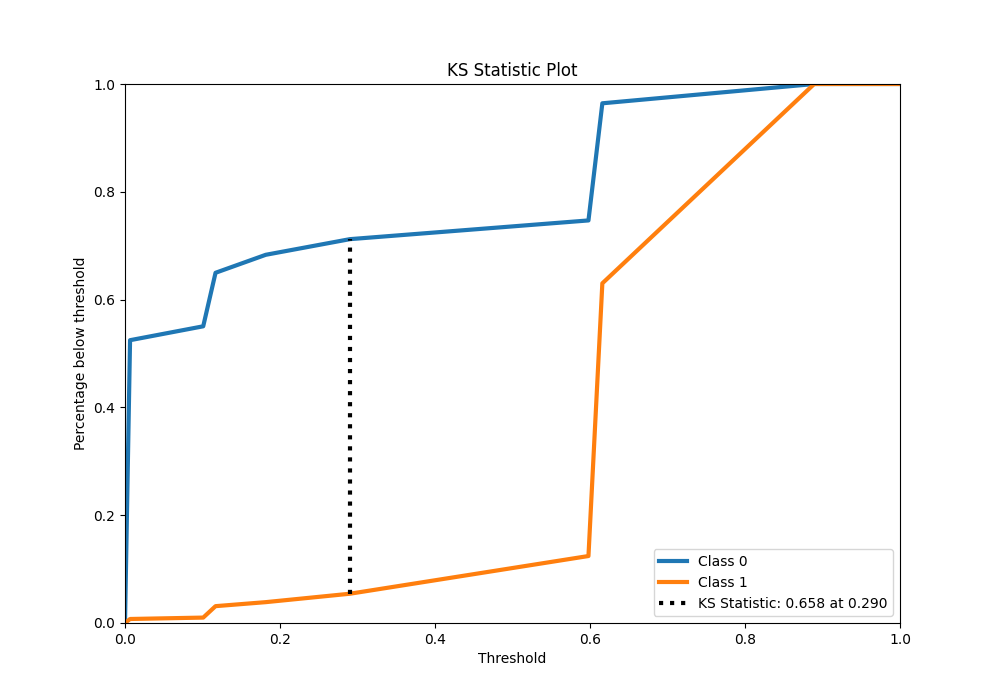 KS Statistic Plot
Percentage below threshold
1.0
0.8
0.6
0.4
0.2
0.0
0.0 0.2 0.4 0.6 0.8 1.0
Threshold
Class 0
Class 1
KS Statistic: 0.658 at 0.290